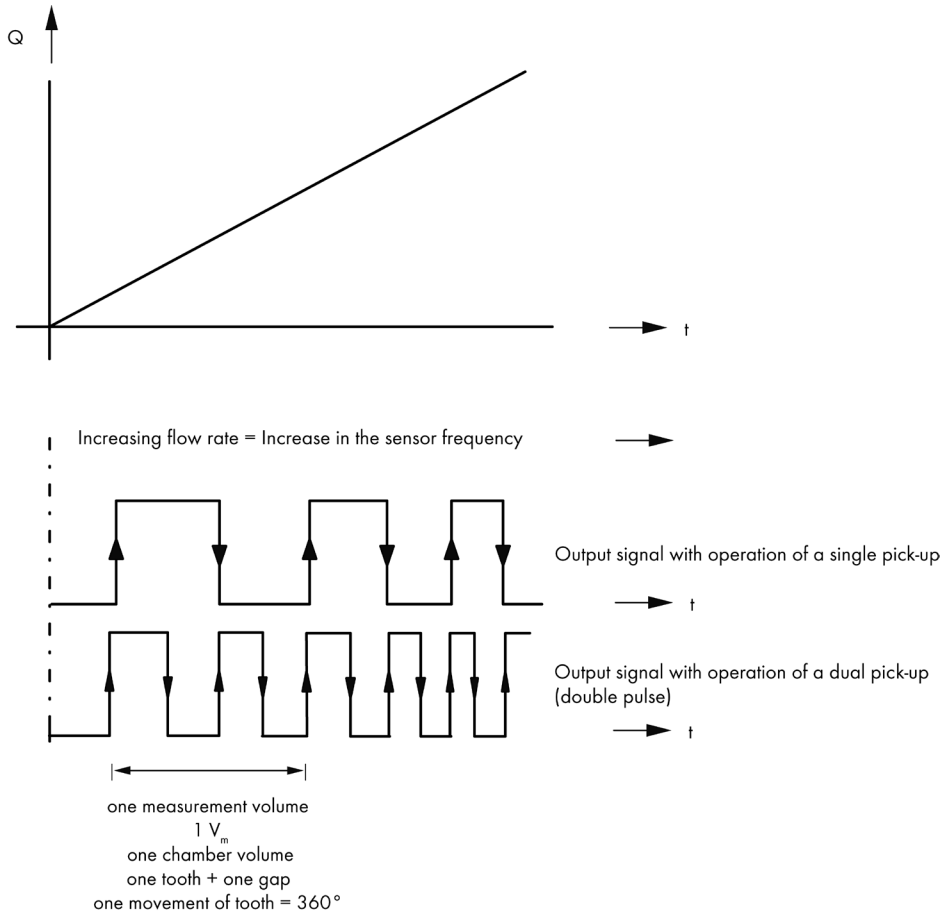 Q
t
Increasing flow rate = Increase in the sensor frequency
Output signal with operation of a single pick-up
t
Output signal with operation of a dual pick-up
(double pulse)
t
one measurement volume
1 Vm
one chamber volume
one tooth + one gap
one movement of tooth = 360°